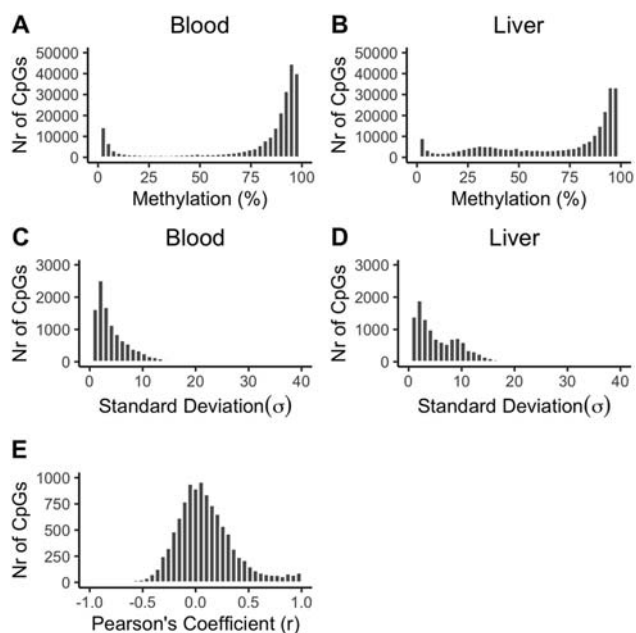 A Blood
Nr of CpGs
50000
40000
30000
20000
10000
0
0 25 50 75 100
Methylation (%)
B Liver
Nr of CpGs
50000
40000
30000
20000
10000
0
0 25 50 75 100
Methylation (%)
C Blood
Nr of CpGs
3000
2000
1000
0
0 10 20 30 40
Standard Deviation(σ)
D Liver
Nr of CpGs
3000
2000
1000
0
0 10 20 30 40
Standard Deviation(σ)
E
Nr of CpGs
1000
750
500
250
0
-1.0 -0.5 0.0 0.5 1.0
Pearson's Coefficient (r)